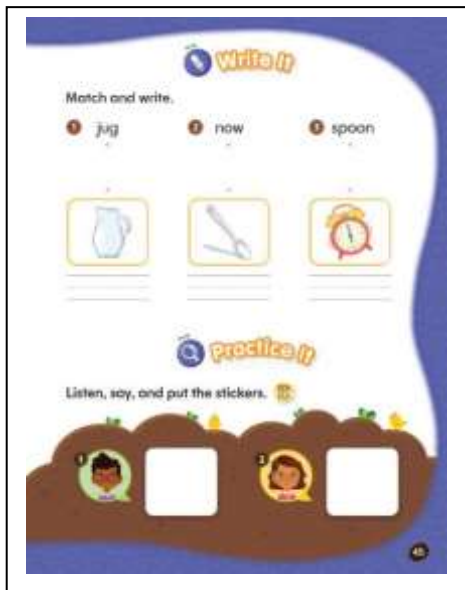 Write It
Match and write.
1 jug 2 now 3 spoon
Practice It
Listen, say, and put the stickers.
1 2
45